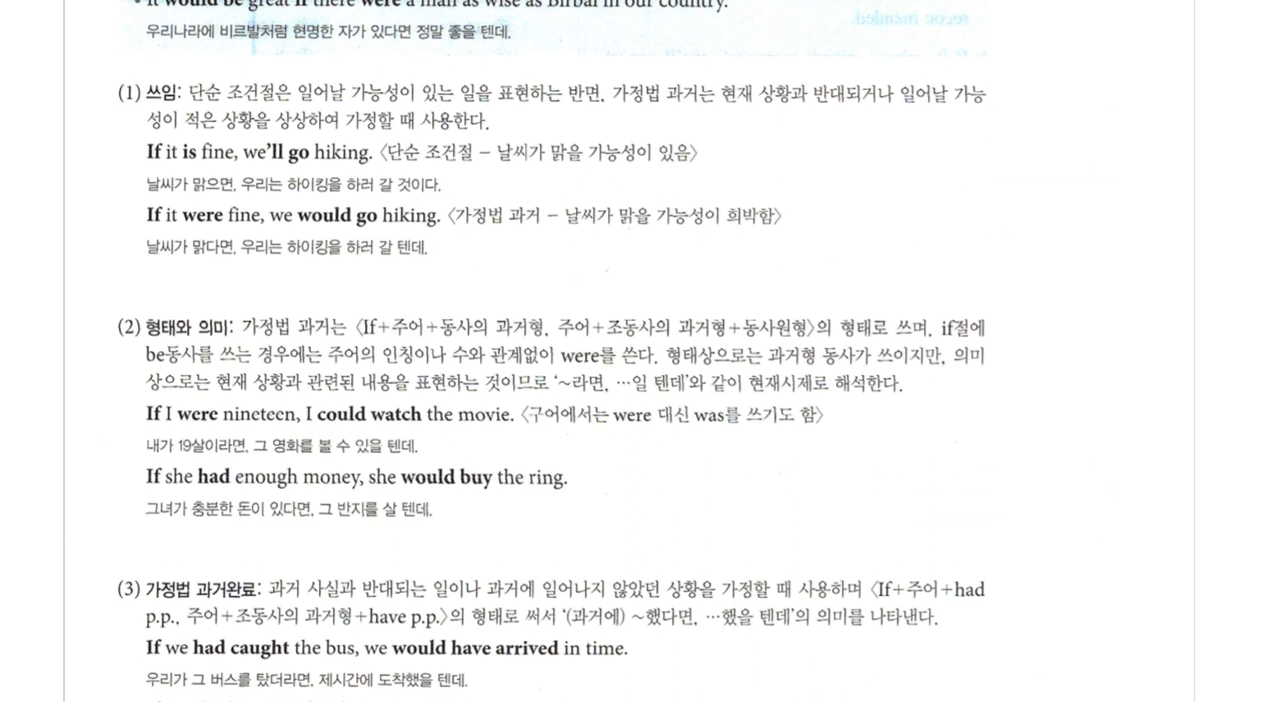 • It would be great if there were a man as wise as Birbal in our country.
우리나라에 비르발처럼 현명한 자가 있다면 정말 좋을 텐데.
(1) 쓰임: 단순 조건절은 일어날 가능성이 있는 일을 표현하는 반면, 가정법 과거는 현재 상황과 반대되거나 일어날 가능
성이 적은 상황을 상상하여 가정할 때 사용한다.
If it is fine, we'll go hiking. 〈단순 조건절 – 날씨가 맑을 가능성이 있음〉
날씨가 맑으면, 우리는 하이킹을 하러 갈 것이다.
If it were fine, we would go hiking. 〈가정법 과거 – 날씨가 맑을 가능성이 희박함〉
날씨가 맑다면, 우리는 하이킹을 하러 갈 텐데.
(2) 형태와 의미: 가정법 과거는 〈If+주어+동사의 과거형, 주어+조동사의 과거형+동사원형〉의 형태로 쓰며, if절에
be동사를 쓰는 경우에는 주어의 인칭이나 수와 관계없이 were를 쓴다. 형태상으로는 과거형 동사가 쓰이지만, 의미
상으로는 현재 상황과 관련된 내용을 표현하는 것이므로 '~라면, …일 텐데'와 같이 현재시제로 해석한다.
If I were nineteen, I could watch the movie. 〈구어에서는 were 대신 was를 쓰기도 함〉
내가 19살이라면, 그 영화를 볼 수 있을 텐데.
If she had enough money, she would buy the ring.
그녀가 충분한 돈이 있다면, 그 반지를 살 텐데.
(3) 가정법 과거완료: 과거 사실과 반대되는 일이나 과거에 일어나지 않았던 상황을 가정할 때 사용하며 〈If+주어+had
p.p., 주어+조동사의 과거형+have p.p.〉의 형태로 써서 '(과거에) ~했다면, …했을 텐데'의 의미를 나타낸다.
If we had caught the bus, we would have arrived in time.
우리가 그 버스를 탔더라면, 제시간에 도착했을 텐데.